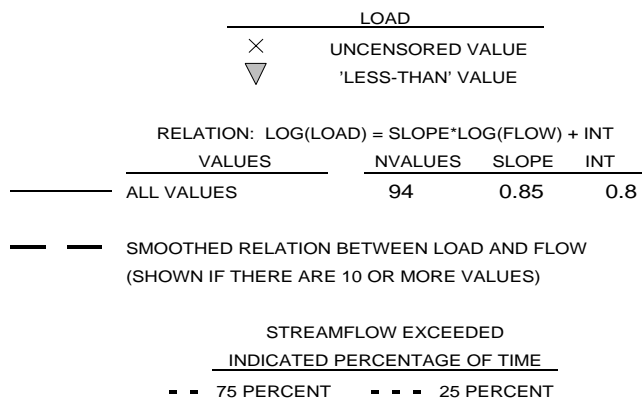 LOAD
UNCENSORED VALUE
'LESS-THAN' VALUE
RELATION: LOG(LOAD) = SLOPE*LOG(FLOW) + INT
VALUES NVALUES SLOPE INT
ALL VALUES 94 0.85 0.8
SMOOTHED RELATION BETWEEN LOAD AND FLOW
(SHOWN IF THERE ARE 10 OR MORE VALUES)
STREAMFLOW EXCEEDED
INDICATED PERCENTAGE OF TIME
75 PERCENT 25 PERCENT